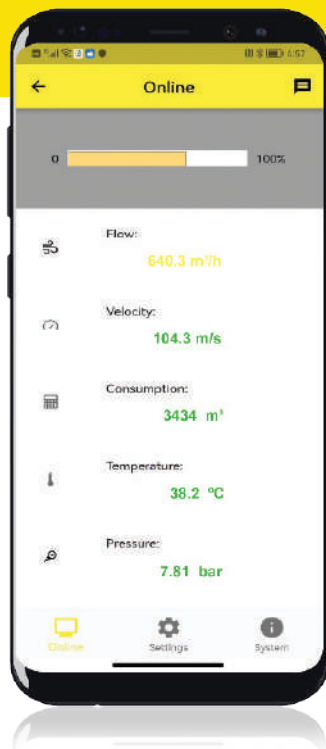 Online
0
100%
Flow:
640.3 m³/h
Velocity:
104.3 m/s
Consumption:
3434 m³
Temperature:
38.2 °C
Pressure:
7.81 bar
Online
Settings
System